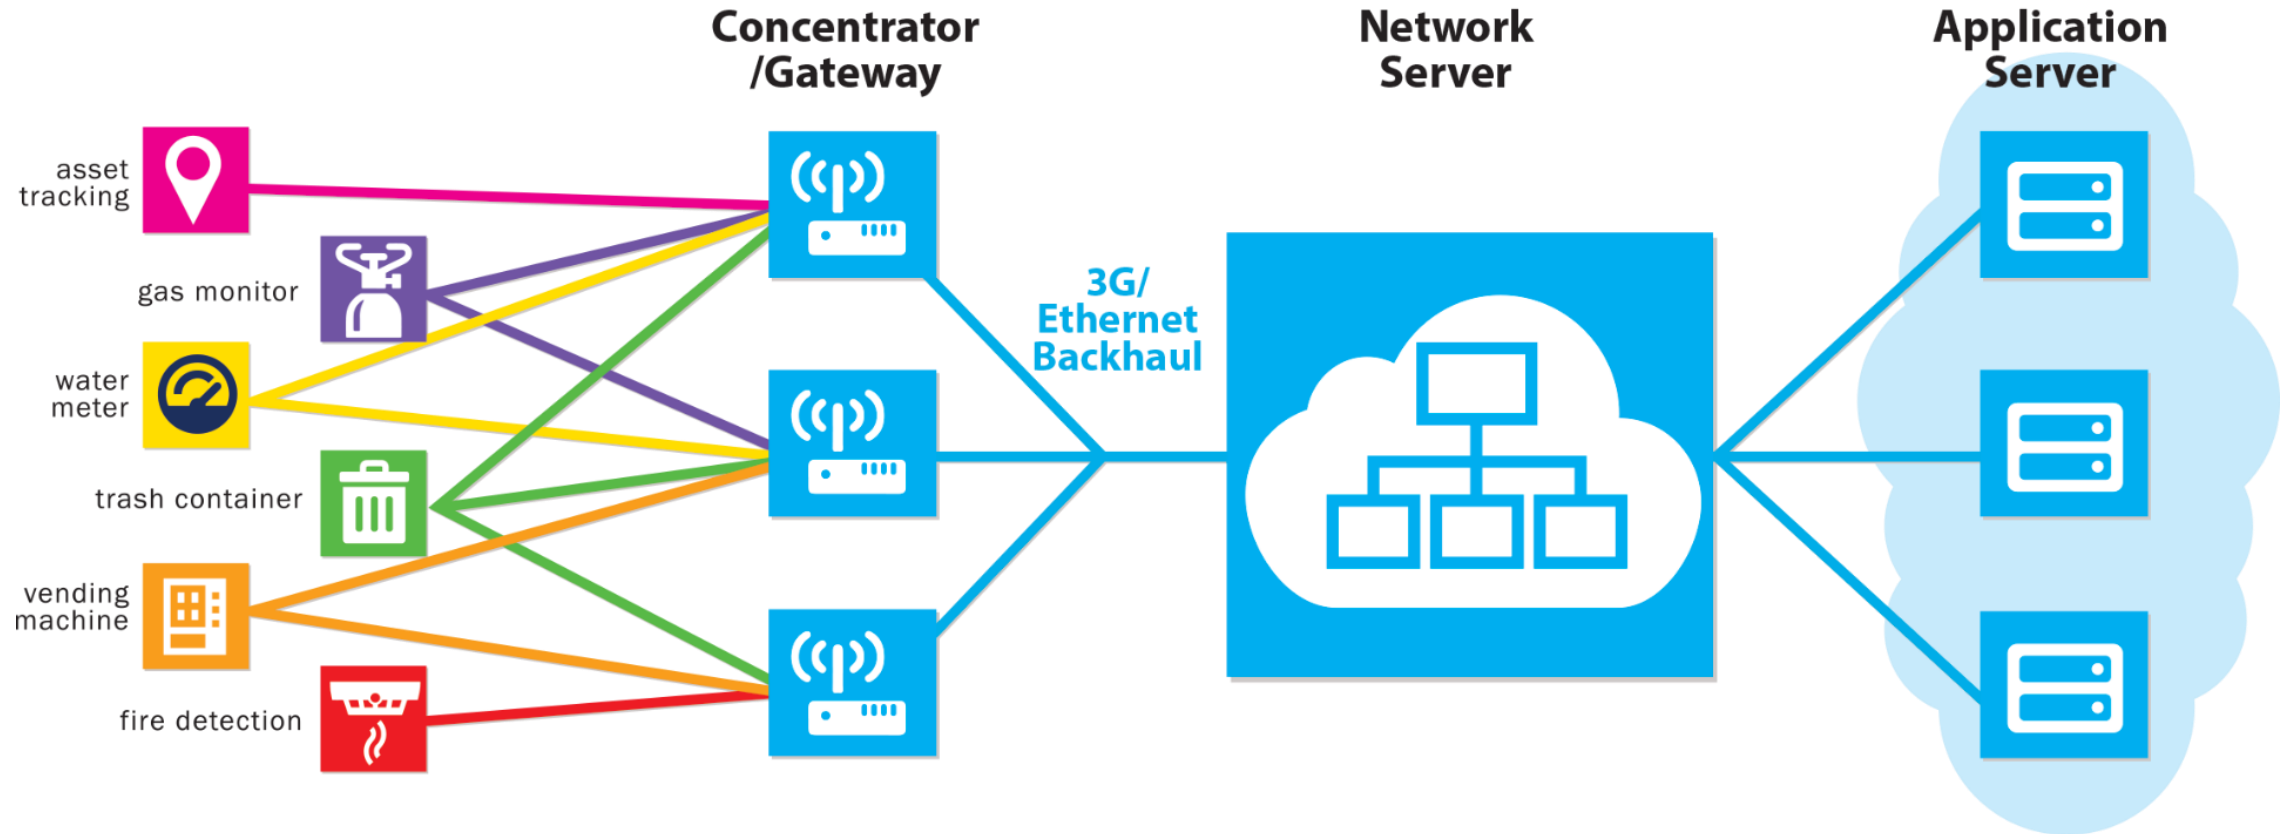 Concentrator
/Gateway
Network
Server
Application
Server
asset
tracking
gas monitor
water
meter
trash container
vending
machine
fire detection
3G/
Ethernet
Backhaul